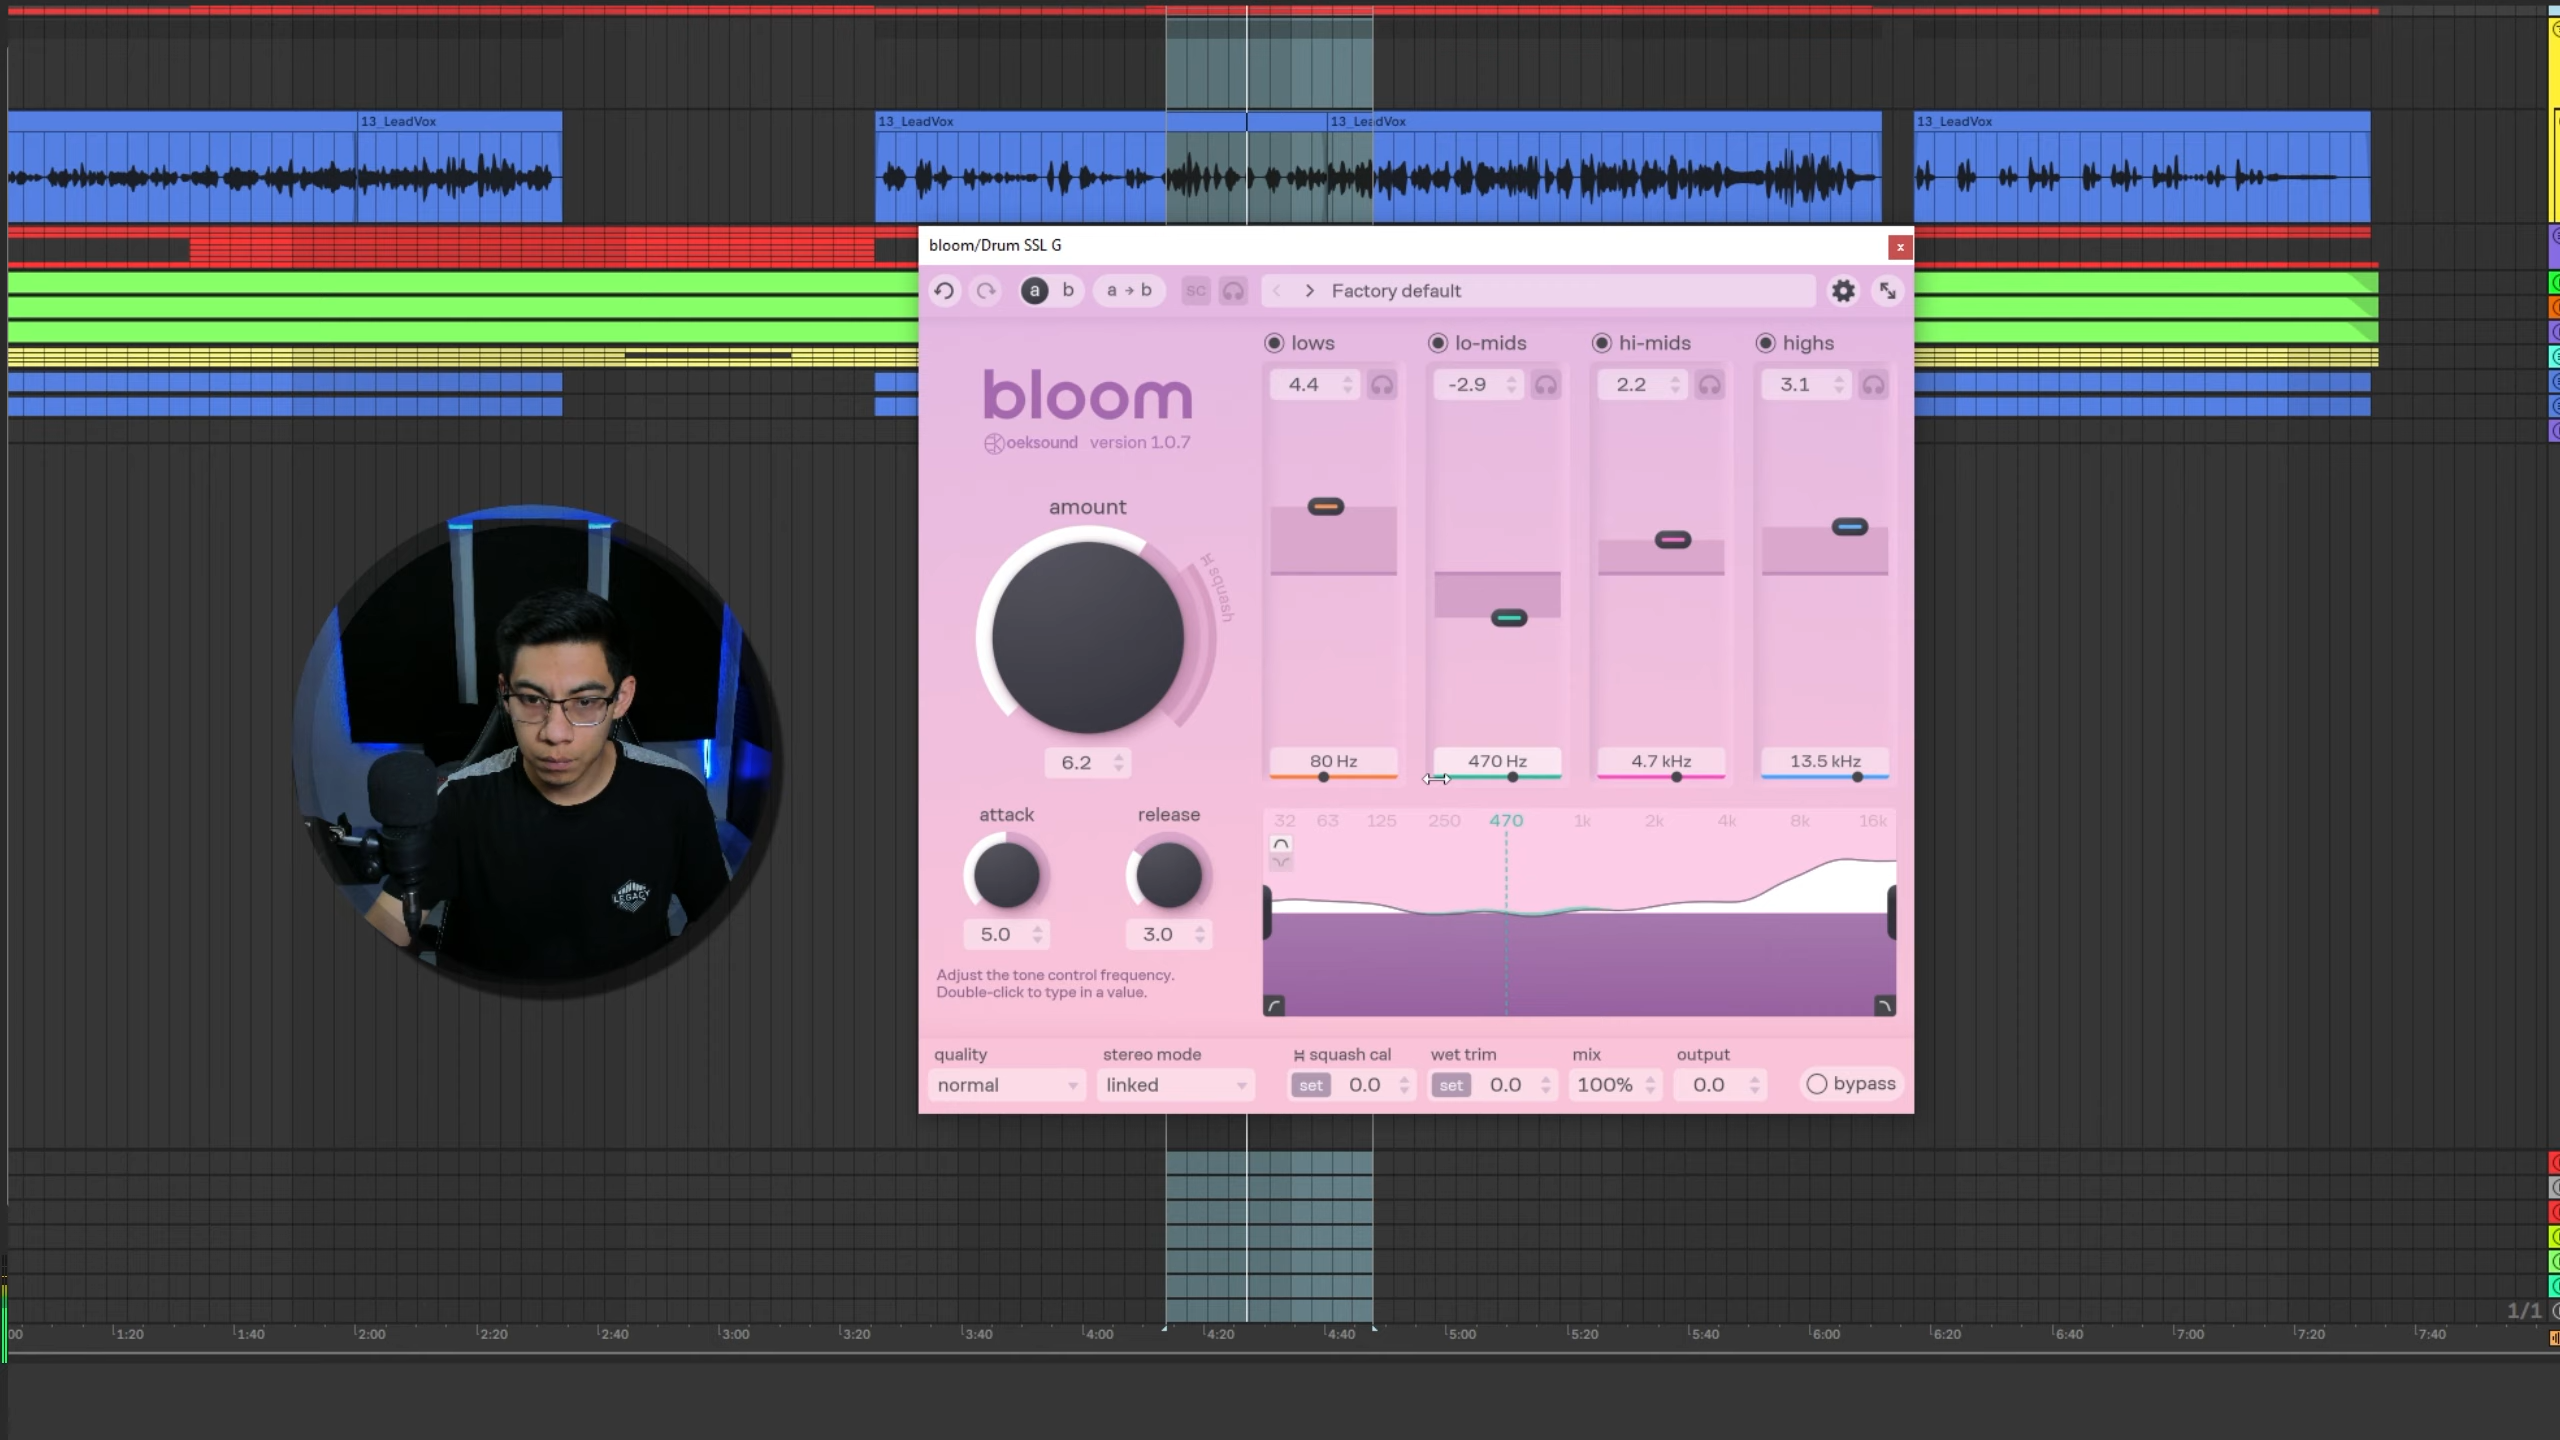 13_LeadVox
13_LeadVox
13_LeadVox
13_LeadVox
bloom/Drum SSL G
x
a b a → b SC Factory default
lows lo-mids hi-mids highs
4.4 -2.9 2.2 3.1
bloom
oeksound version 1.0.7
amount
squash
6.2
80 Hz 470 Hz 4.7 kHz 13.5 kHz
attack release
32 63 125 250 470 1k 2k 4k 8k 16k
5.0 3.0
LEGACY
Adjust the tone control frequency.
Double-click to type in a value.
quality stereo mode squash cal wet trim mix output
normal linked set 0.0 set 0.0 100% 0.0 bypass
1/1
00 1:20 1:40 2:00 2:20 2:40 3:00 3:20 3:40 4:00 4:20 4:40 5:00 5:20 5:40 6:00 6:20 6:40 7:00 7:20 7:40